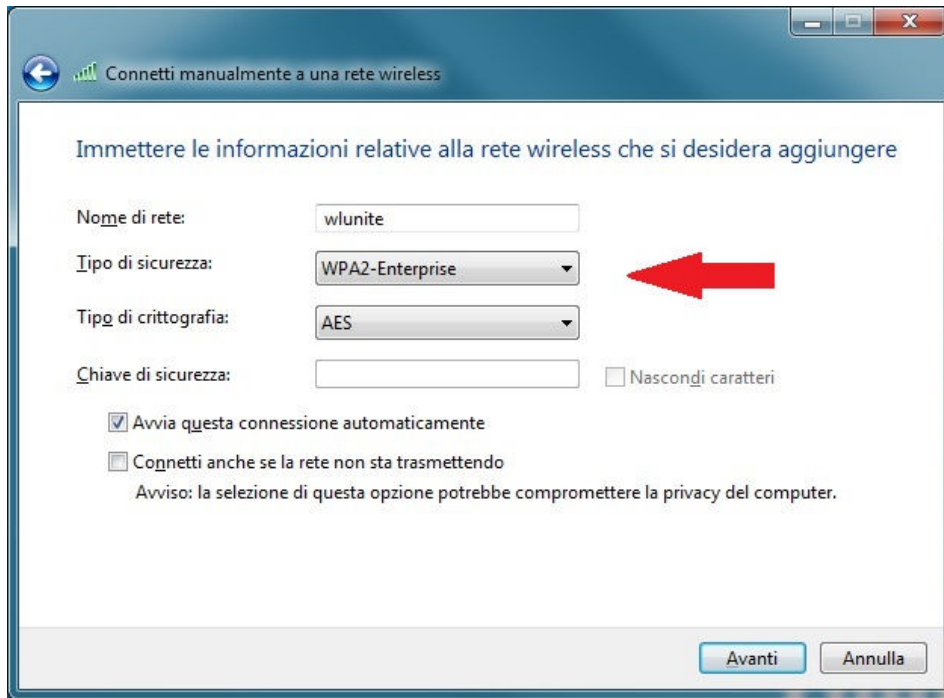 Connetti manualmente a una rete wireless
Immettere le informazioni relative alla rete wireless che si desidera aggiungere
Nome di rete: wlunite
Tipo di sicurezza: WPA2-Enterprise
Tipo di crittografia: AES
Chiave di sicurezza: Nascondi caratteri
Avvia questa connessione automaticamente
Connetti anche se la rete non sta trasmettendo
Avviso: la selezione di questa opzione potrebbe compromettere la privacy del computer.
Avanti Annulla